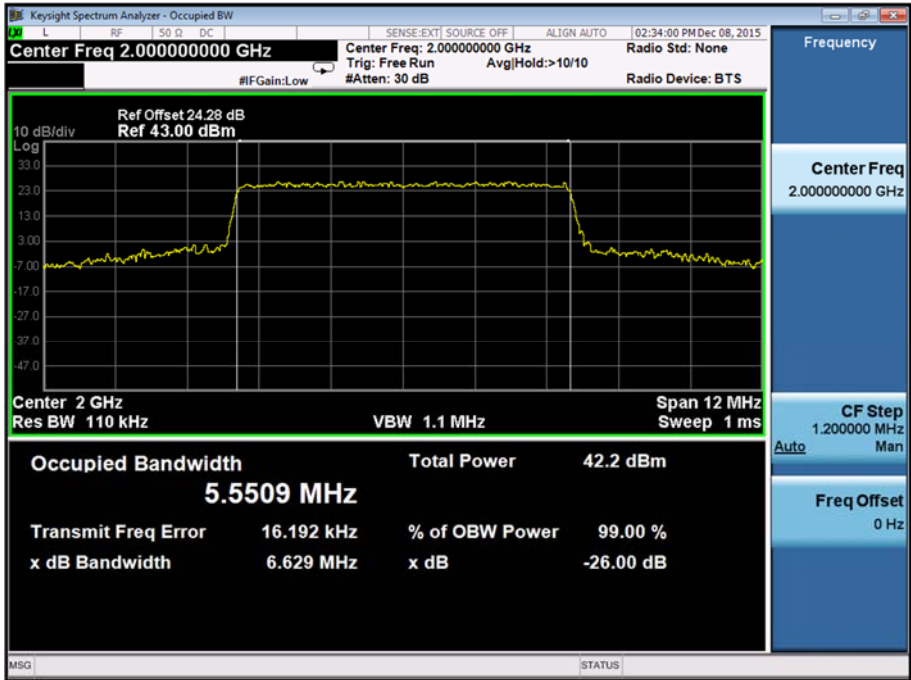 Keysight Spectrum Analyzer - Occupied BW
LXI L RF 50 Ω DC SENSE:EXT SOURCE OFF ALIGN AUTO 02:34:00 PM Dec 08, 2015
Center Freq 2.000000000 GHz
Center Freq: 2.000000000 GHz Radio Std: None
Trig: Free Run Avg|Hold:>10/10
#IFGain:Low #Atten: 30 dB Radio Device: BTS
Frequency
Ref Offset 24.28 dB
10 dB/div Ref 43.00 dBm
Log
33.0
23.0
13.0
3.00
-7.00
-17.0
-27.0
-37.0
-47.0
Center 2 GHz Span 12 MHz
Res BW 110 kHz VBW 1.1 MHz Sweep 1 ms
Center Freq
2.000000000 GHz
CF Step
1.200000 MHz
Auto Man
Freq Offset
0 Hz
Occupied Bandwidth Total Power 42.2 dBm
5.5509 MHz
Transmit Freq Error 16.192 kHz % of OBW Power 99.00 %
x dB Bandwidth 6.629 MHz x dB -26.00 dB
MSG STATUS